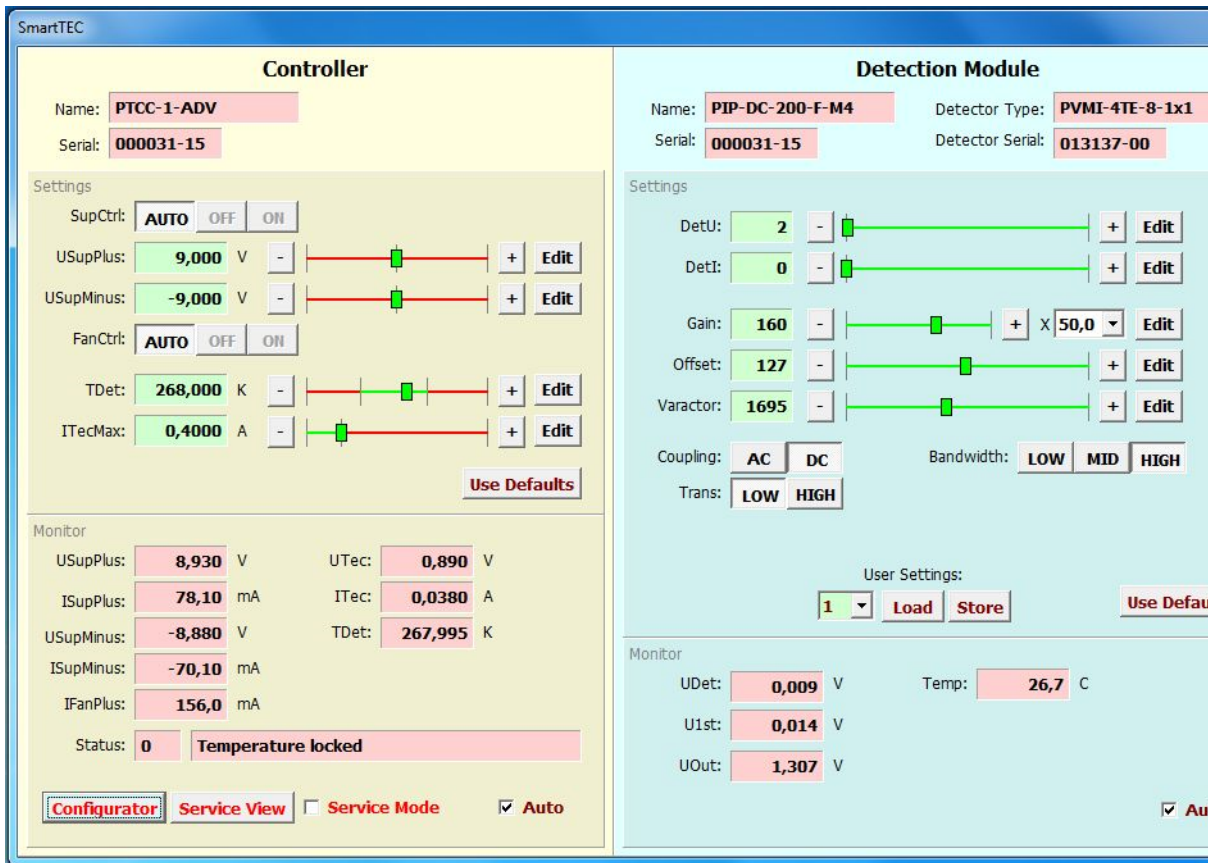 SmartTEC
Controller
Name: PTCC-1-ADV
Serial: 000031-15
Settings
SupCtrl: AUTO OFF ON
USupPlus: 9,000 V - + Edit
USupMinus: -9,000 V - + Edit
FanCtrl: AUTO OFF ON
TDet: 268,000 K - + Edit
ITecMax: 0,4000 A - + Edit
Use Defaults
Monitor
USupPlus: 8,930 V UTec: 0,890 V
ISupPlus: 78,10 mA ITec: 0,0380 A
USupMinus: -8,880 V TDet: 267,995 K
ISupMinus: -70,10 mA
IFanPlus: 156,0 mA
Status: 0 Temperature locked
Configurator Service View Service Mode Auto
Detection Module
Name: PIP-DC-200-F-M4 Detector Type: PVMI-4TE-8-1x1
Serial: 000031-15 Detector Serial: 013137-00
Settings
DetU: 2 - + Edit
DetI: 0 - + Edit
Gain: 160 - + X 50,0 Edit
Offset: 127 - + Edit
Varactor: 1695 - + Edit
Coupling: AC DC Bandwidth: LOW MID HIGH
Trans: LOW HIGH
User Settings:
1 Load Store Use Defau
Monitor
UDet: 0,009 V Temp: 26,7 C
U1st: 0,014 V
UOut: 1,307 V
Au